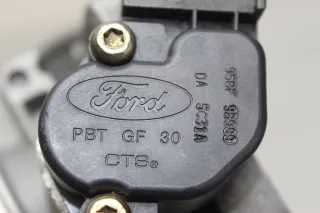 Ford
PBT GF 30
CTS®
DA 5C31A